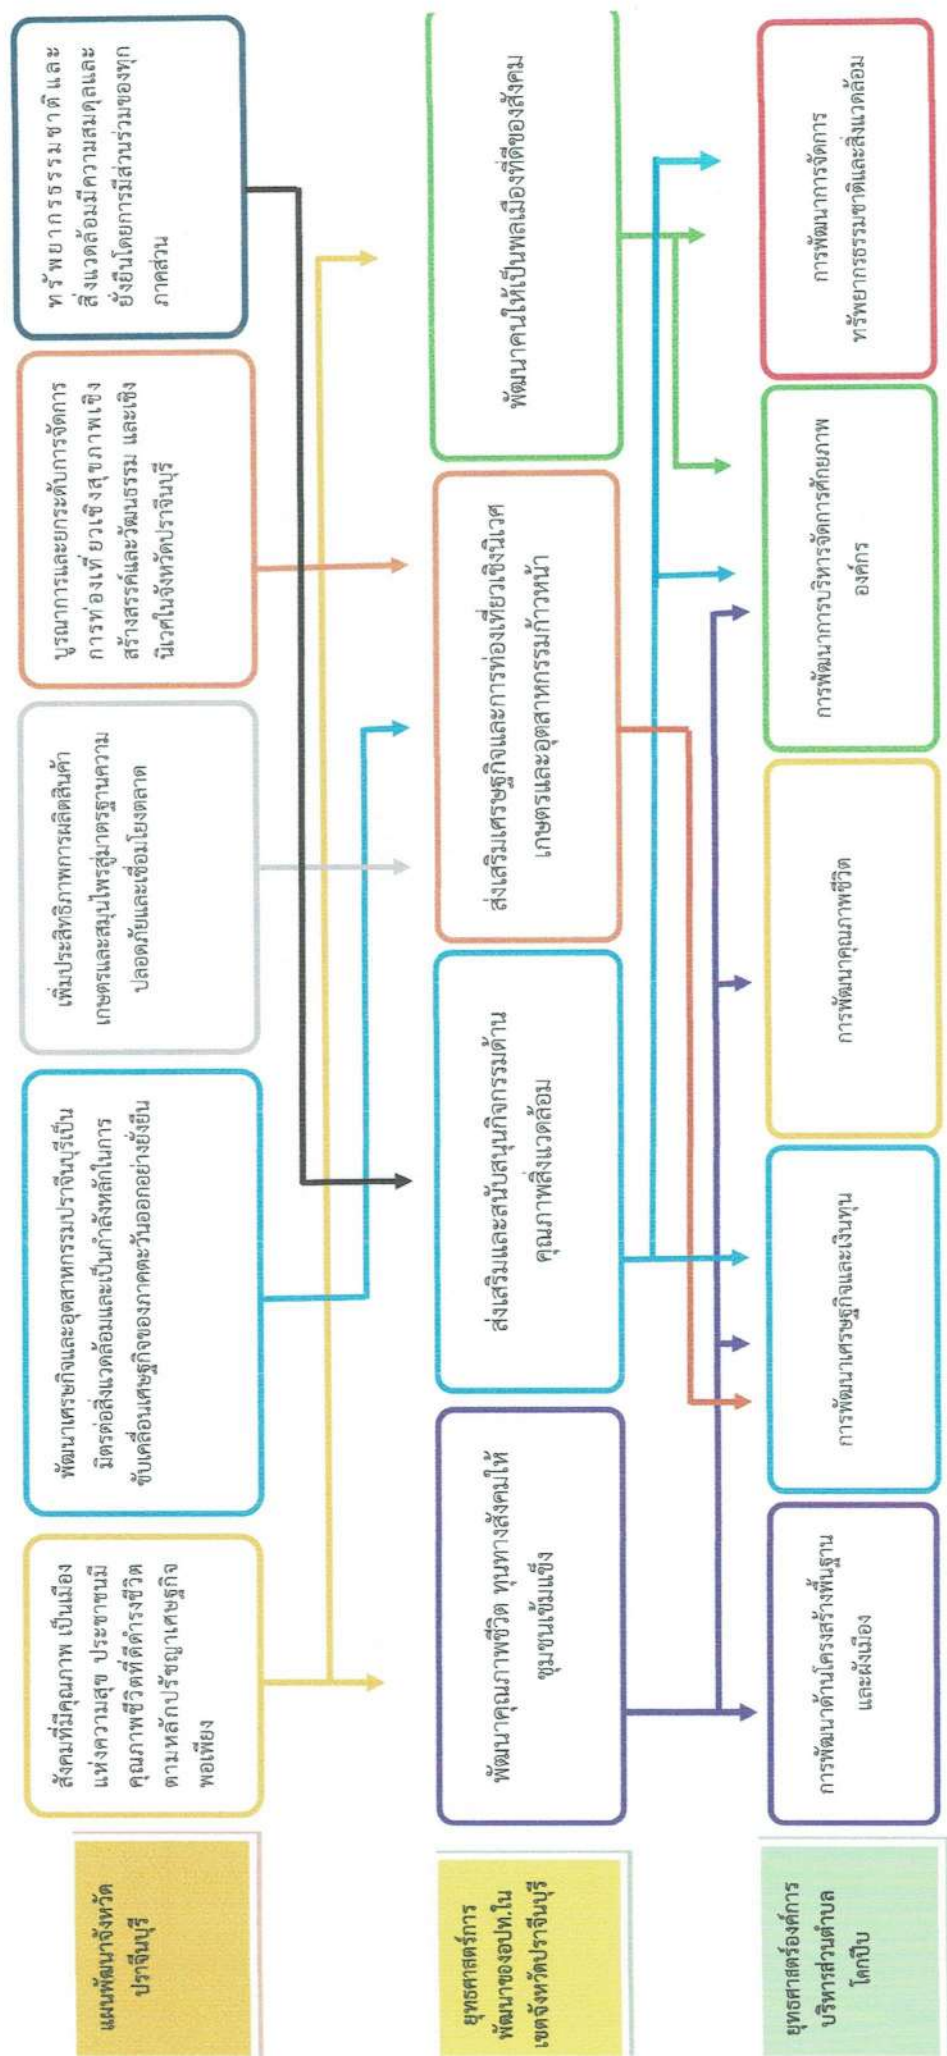 แผนพัฒนาจังหวัด
ปราจีนบุรี
สังคมที่มีคุณภาพ เป็นเมือง
แห่งความสุข ประชาชนมี
คุณภาพชีวิตที่ดีดำรงชีวิต
ตามหลักปรัชญาเศษฐกิจ
พอเพียง
พัฒนาเศรษฐกิจและอุตสาหกรรมปราจีนบุรีเป็น
มิตรต่อสิ่งแวดล้อมและเป็นกำลังหลักในการ
ขับเคลื่อนเศษฐกิจของภาคตะวันออกอย่างยั่งยืน
เพิ่มประสิทธิภาพการผลิตสินค้า
เกษตรและสมุนไพรสู่มาตรฐานความ
ปลอดภัยและเชื่อมโยงตลาด
บูรณาการและยกระดับการจัดการ
การท่องเที่ยวเชิงสุขภาพเชิง
สร้างสรรค์และวัฒนธรรม และเชิง
นิเวศในจังหวัดปราจีนบุรี
ทรัพยากรธรรมชาติและ
สิ่งแวดล้อมมีความสมดุลและ
ยั่งยืนโดยการมีส่วนร่วมของทุก
ภาคส่วน
ยุทธศาสตร์การ
พัฒนาของอปท.ใน
เขตจังหวัดปราจีนบุรี
พัฒนาคุณภาพชีวิต ทุนทางสังคมให้
ชุมชนเข้มแข็ง
ส่งเสริมและสนับสนุนกิจกรรมด้าน
คุณภาพสิ่งแวดล้อม
ส่งเสริมเศรษฐกิจและการท่องเที่ยวเชิงนิเวศ
เกษตรและอุตสาหกรรมก้าวหน้า
พัฒนาคนให้เป็นพลเมืองที่ดีของสังคม
ยุทธศาสตร์องค์การ
บริหารส่วนตำบล
โคกปีบ
การพัฒนาด้านโครงสร้างพื้นฐาน
และผังเมือง
การพัฒนาเศรษฐกิจและเงินทุน
การพัฒนาคุณภาพชีวิต
การพัฒนาการบริหารจัดการศักยภาพ
องค์กร
การพัฒนาการจัดการ
ทรัพยากรธรรมชาติและสิ่งแวดล้อม